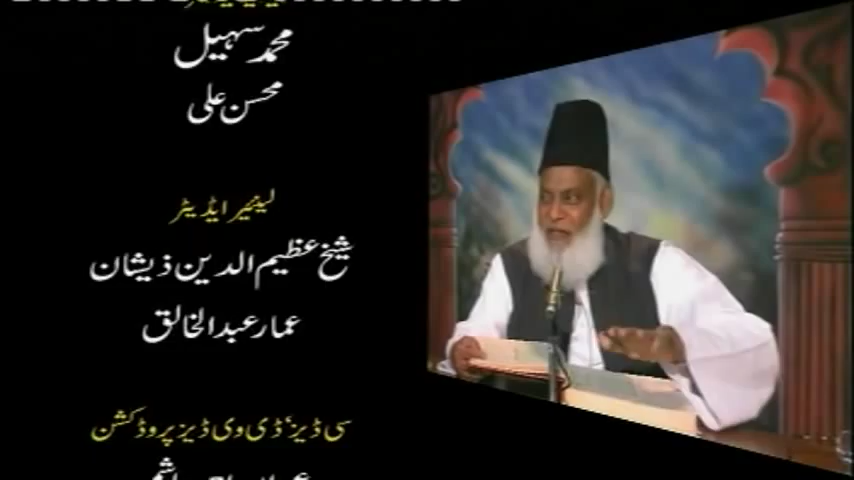 محمد سہیل
محسن علی
لینیئر ایڈیٹر
شیخ عظیم الدین ذیشان
عمار عبدالخالق
سی ڈیز، ڈی وی ڈیز پروڈکشن